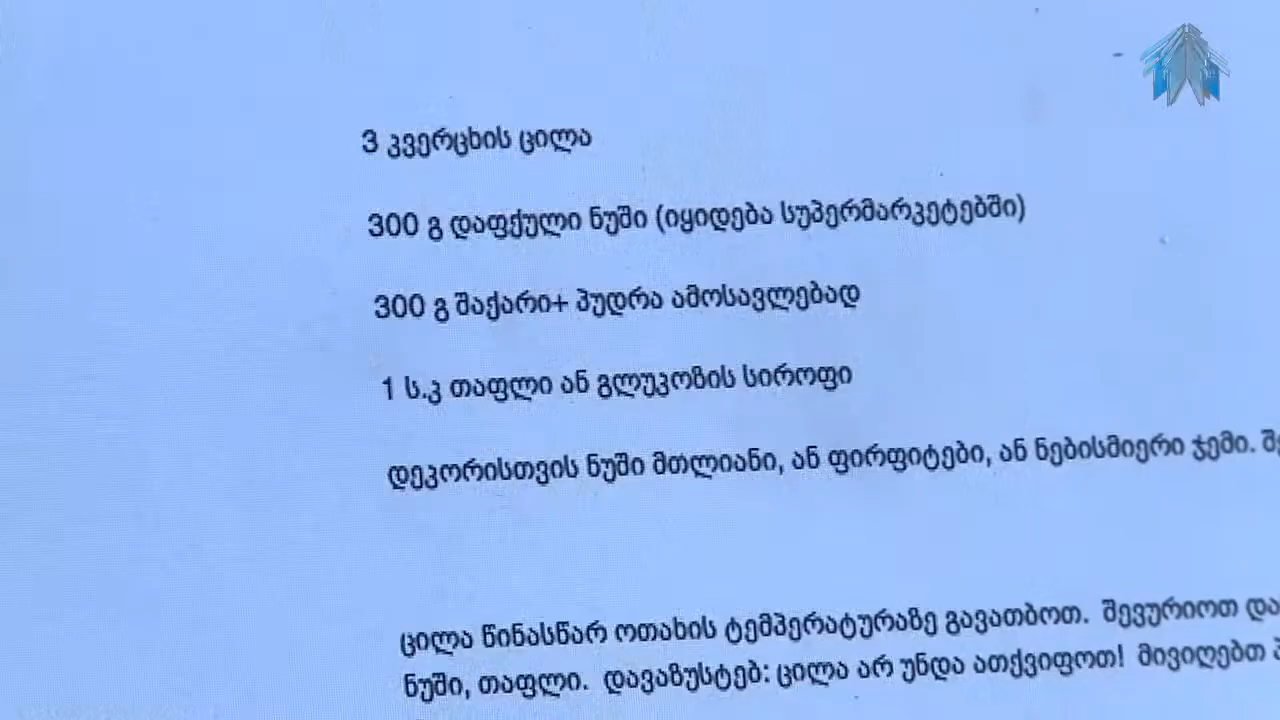 3 კვერცხის ცილა
300 გ დაფქული ნუში (იყიდება სუპერმარკეტებში)
300 გ შაქარი+ პუდრა ამოსავლებად
1 ს.კ თაფლი ან გლუკოზის სიროფი
დეკორისთვის ნუში მთლიანი, ან ფირფიტები, ან ნებისმიერი ჯემი.
ცილა წინასწარ ოთახის ტემპერატურაზე გავათბოთ. შევურიოთ
ნუში, თაფლი. დავაზუსტებ: ცილა არ უნდა ათქვიფოთ! მივიღებთ